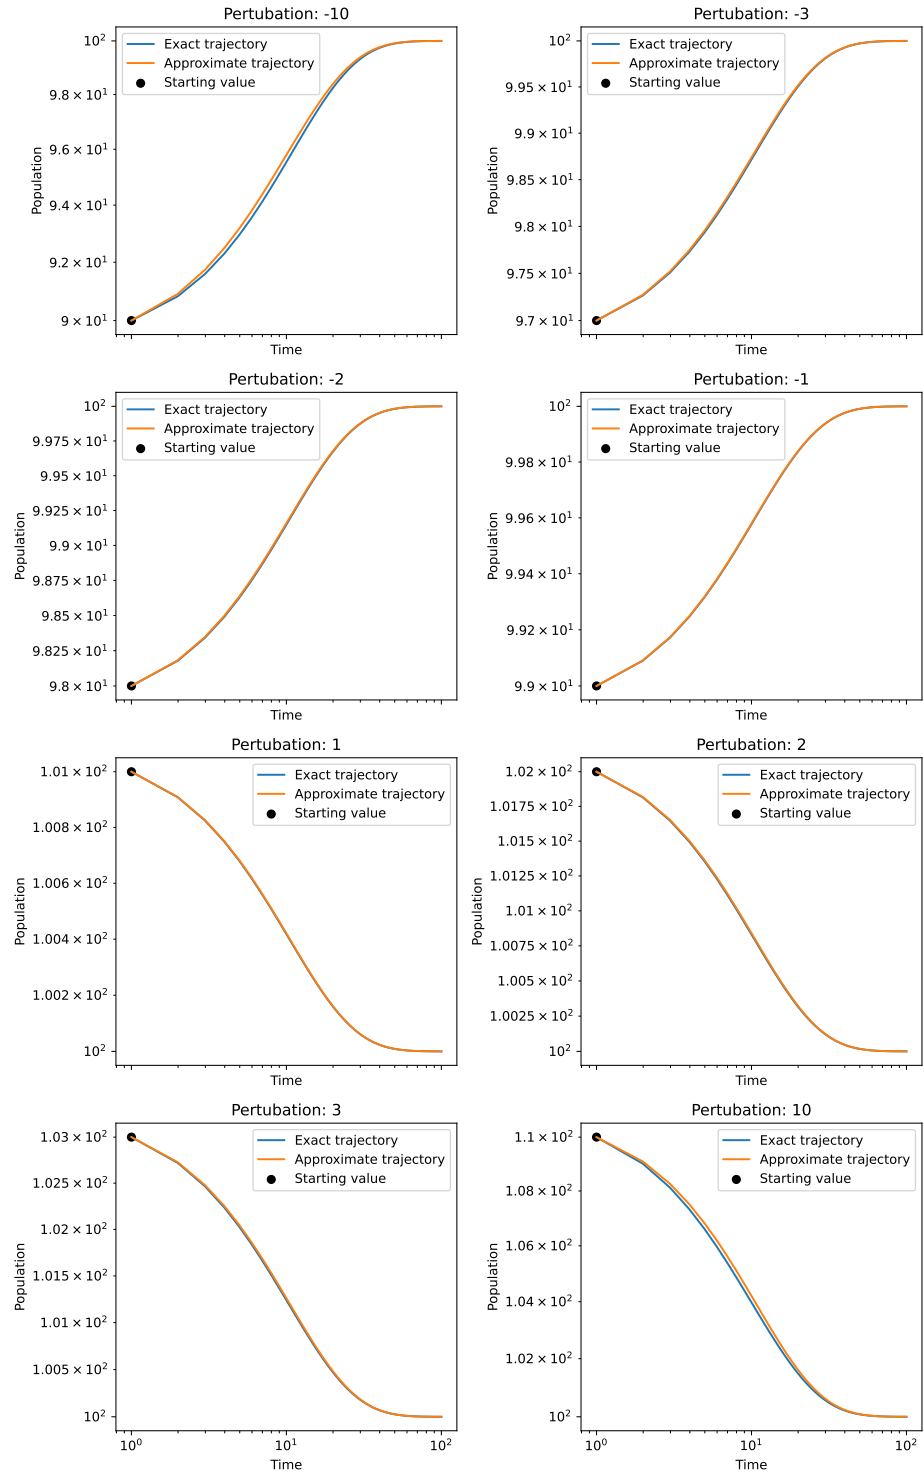 Pertubation: -10
10²
9.8 × 10¹
9.6 × 10¹
9.4 × 10¹
9.2 × 10¹
9 × 10¹
Population
Exact trajectory
Approximate trajectory
Starting value
Time
Pertubation: -3
10²
9.95 × 10¹
9.9 × 10¹
9.85 × 10¹
9.8 × 10¹
9.75 × 10¹
9.7 × 10¹
Population
Exact trajectory
Approximate trajectory
Starting value
Time
Pertubation: -2
10²
9.975 × 10¹
9.95 × 10¹
9.925 × 10¹
9.9 × 10¹
9.875 × 10¹
9.85 × 10¹
9.825 × 10¹
9.8 × 10¹
Population
Exact trajectory
Approximate trajectory
Starting value
Time
Pertubation: -1
10²
9.98 × 10¹
9.96 × 10¹
9.94 × 10¹
9.92 × 10¹
9.9 × 10¹
Population
Exact trajectory
Approximate trajectory
Starting value
Time
Pertubation: 1
1.01 × 10²
1.008 × 10²
1.006 × 10²
1.004 × 10²
1.002 × 10²
10²
Population
Exact trajectory
Approximate trajectory
Starting value
Time
Pertubation: 2
1.02 × 10²
1.0175 × 10²
1.015 × 10²
1.0125 × 10²
1.01 × 10²
1.0075 × 10²
1.005 × 10²
1.0025 × 10²
10²
Population
Exact trajectory
Approximate trajectory
Starting value
Time
Pertubation: 3
1.03 × 10²
1.025 × 10²
1.02 × 10²
1.015 × 10²
1.01 × 10²
1.005 × 10²
10²
Population
Exact trajectory
Approximate trajectory
Starting value
10⁰ 10¹ 10²
Time
Pertubation: 10
1.1 × 10²
1.08 × 10²
1.06 × 10²
1.04 × 10²
1.02 × 10²
10²
Population
Exact trajectory
Approximate trajectory
Starting value
10⁰ 10¹ 10²
Time